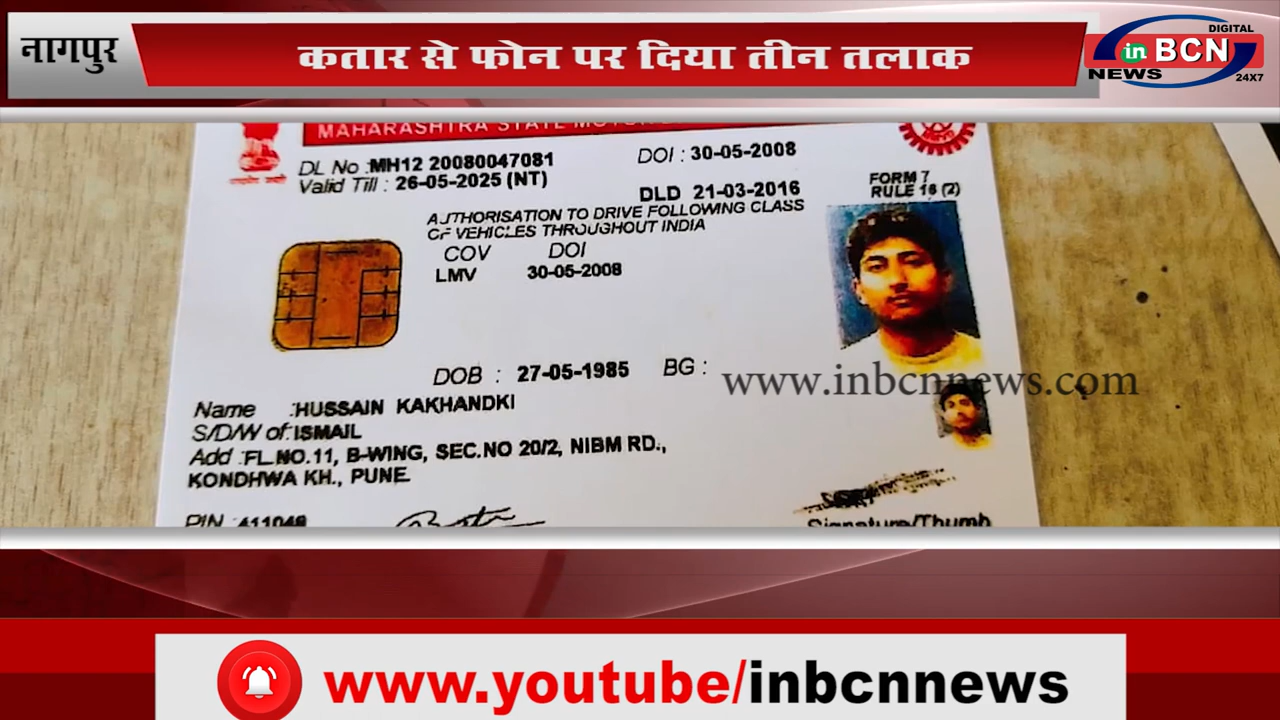 नागपुर
कतार से फोन पर दिया तीन तलाक
DIGITAL
in BCN
NEWS 24X7
MAHARASHTRA STATE
DL No :MH12 20080047081 DOI : 30-05-2008
Valid Till : 26-05-2025 (NT)
DLD 21-03-2016
FORM 7
RULE 16 (2)
AUTHORISATION TO DRIVE FOLLOWING CLASS
OF VEHICLES THROUGHOUT INDIA
COV DOI
LMV 30-05-2008
DOB : 27-05-1985 BG :
www.inbcnnews.com
Name :HUSSAIN KAKHANDKI
S/D/W of:ISMAIL
Add :FL.NO.11, B-WING, SEC.NO 20/2, NIBM RD.,
KONDHWA KH., PUNE.
PIN :411048
Signature/Thumb
www.youtube/inbcnnews